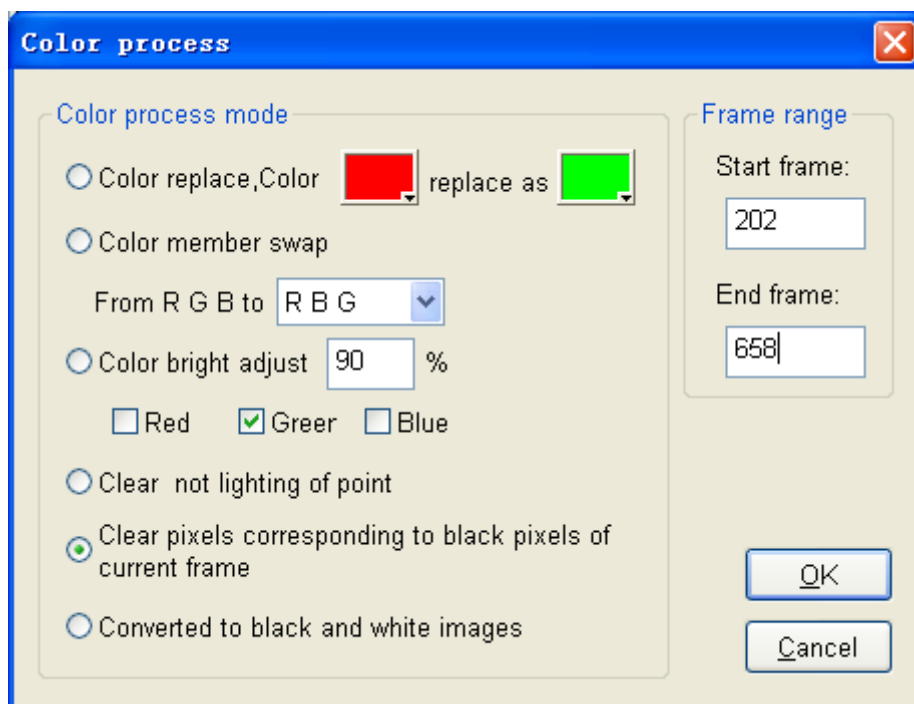 Color process
Color process mode
Color replace,Color replace as
Color member swap
From R G B to R B G
Color bright adjust 90 %
Red Greer Blue
Clear not lighting of point
Clear pixels corresponding to black pixels of
current frame
Converted to black and white images
Frame range
Start frame:
202
End frame:
658
OK
Cancel